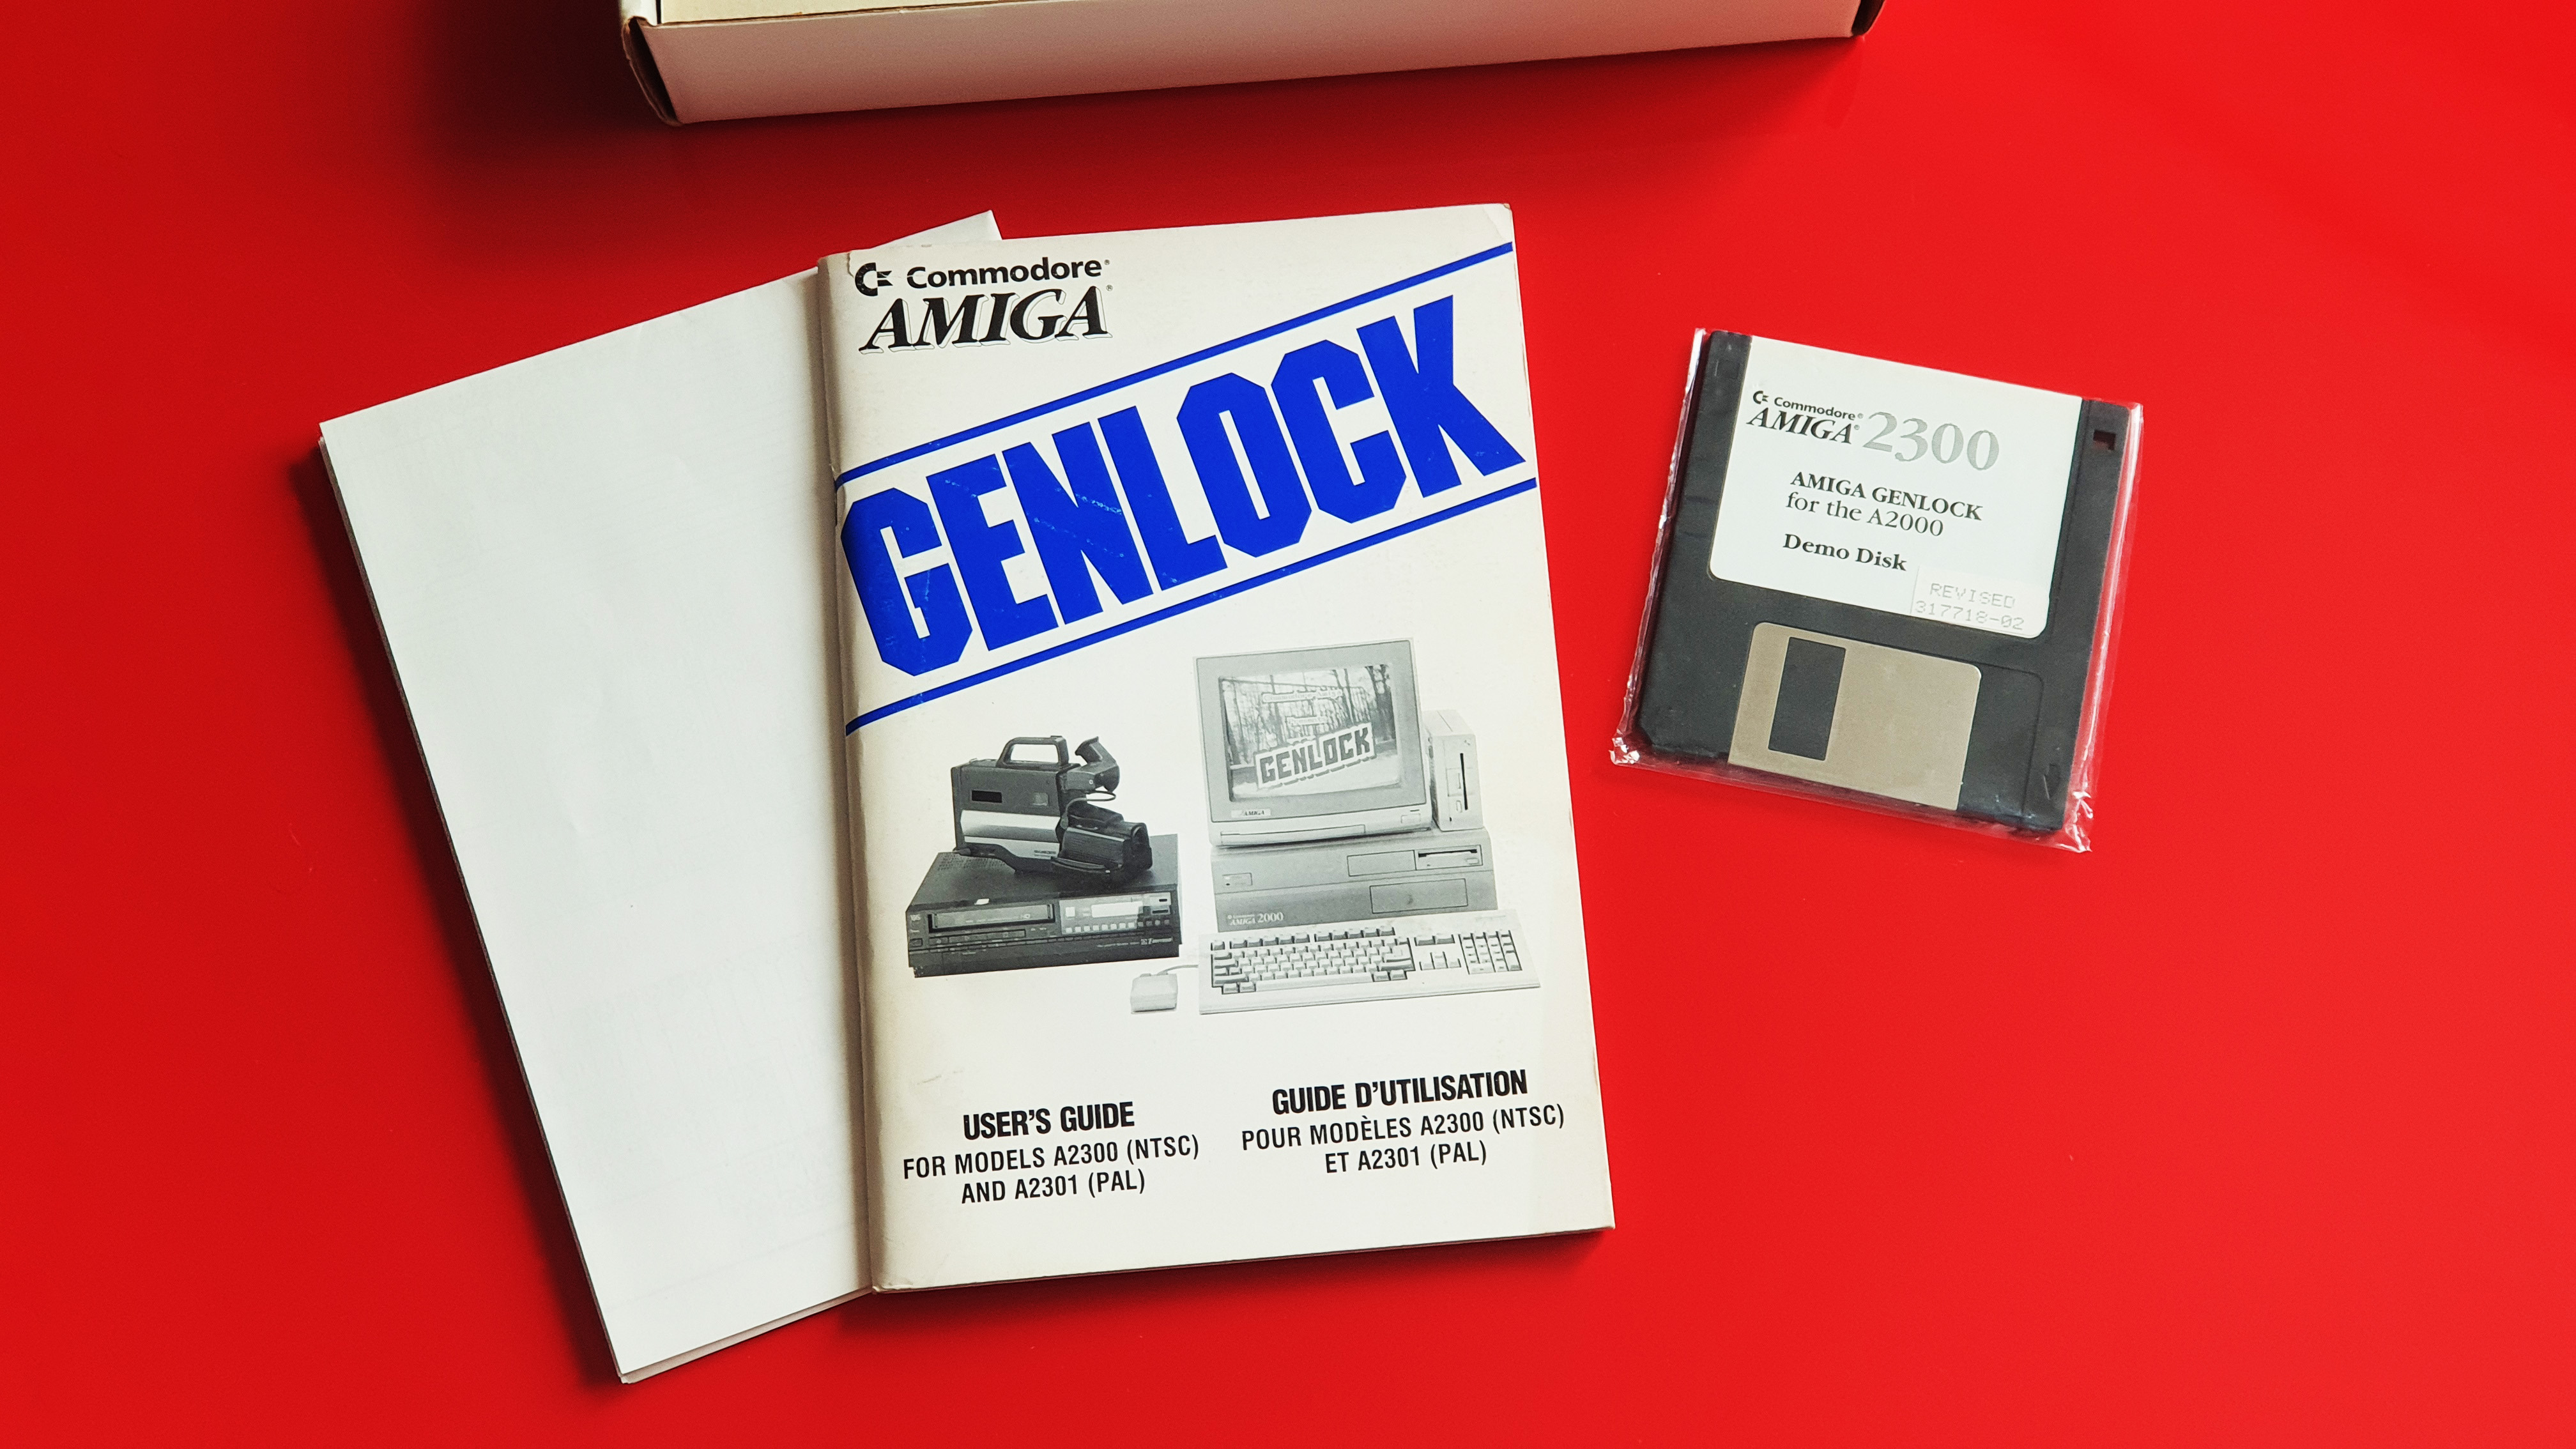 Commodore®
AMIGA®
GENLOCK
GENLOCK
AMIGA
Commodore
AMIGA 2000
USER'S GUIDE
FOR MODELS A2300 (NTSC)
AND A2301 (PAL)
GUIDE D'UTILISATION
POUR MODÈLES A2300 (NTSC)
ET A2301 (PAL)
Commodore®
AMIGA® 2300
AMIGA GENLOCK
for the A2000
Demo Disk
REVISED
317718-02